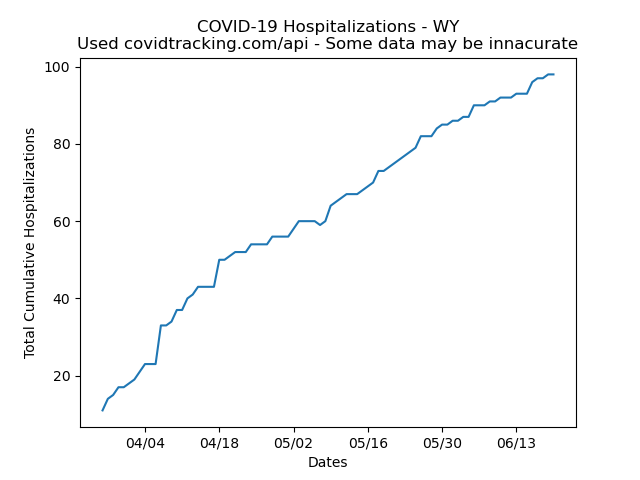 COVID-19 Hospitalizations - WY
Used covidtracking.com/api - Some data may be innacurate
Total Cumulative Hospitalizations
100
80
60
40
20
04/04 04/18 05/02 05/16 05/30 06/13
Dates